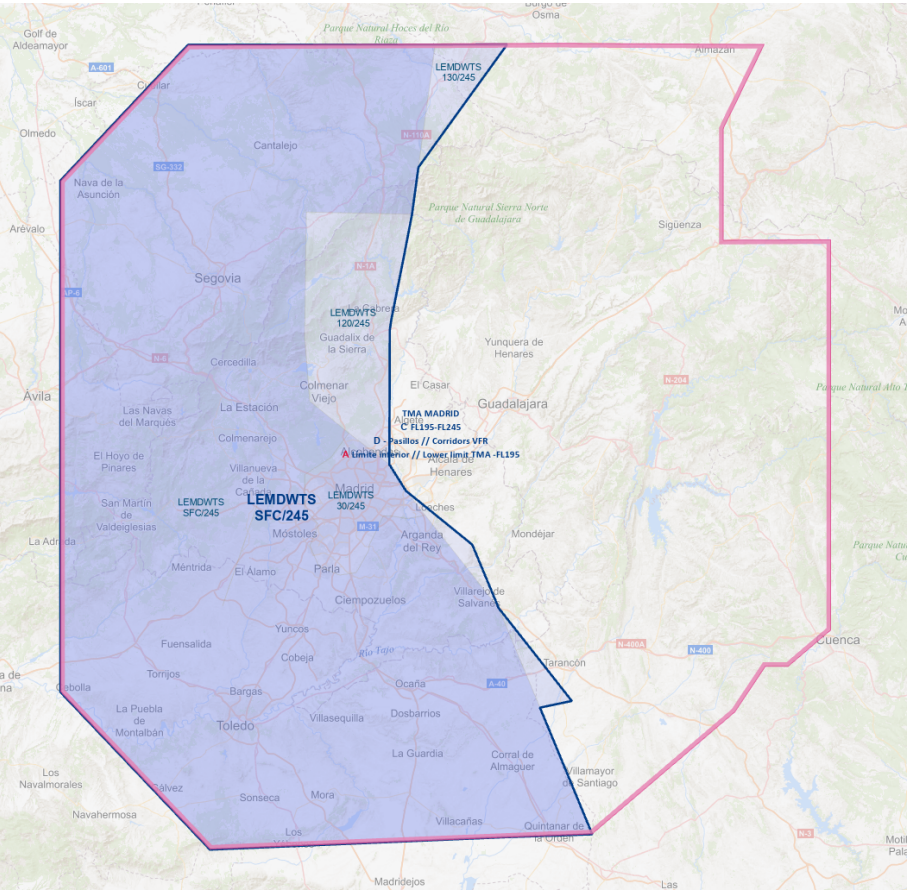 Burgo de
Osma
Golf de
Aldeamayor
Parque Natural Hoces del Río
Riaza
Almazán
A-601
LEMDWTS
130/245
Cuéllar
Íscar
Olmedo
N-110A
Cantalejo
SG-332
Nava de la
Asunción
Parque Natural Sierra Norte
de Guadalajara
Arévalo
Sigüenza
N-1A
Segovia
AP-6
La Cabrera
LEMDWTS
120/245
Guadalix de
la Sierra
Yunquera de
Henares
N-6
Cercedilla
N-204
Colmenar
Viejo
El Casar
Parque Natural Alto T
Ávila
Guadalajara
La Estación
Las Navas
del Marqués
TMA MADRID
Algete
C FL195-FL245
Colmenarejo
D - Pasillos // Corridors VFR
A Límite inferior // Lower limit TMA -FL195
El Hoyo de
Pinares
Alcalá de
Henares
Villanueva
de la
Cañada
Madrid
San Martín
de
Valdeiglesias
LEMDWTS
SFC/245
LEMDWTS
SFC/245
LEMDWTS
30/245
Loeches
M-31
Móstoles
Arganda
del Rey
Mondéjar
La Adrada
Parque Natu
Cu
Méntrida
El Álamo
Parla
Villarejo de
Salvanés
Ciempozuelos
Yuncos
Fuensalida
N-400A
N-400
Cuenca
Río Tajo
Cobeja
Tarancón
Torrijos
Cebolla
Bargas
Ocaña
A-40
La Puebla
de
Montalbán
Toledo
Villasequilla
Dosbarrios
La Guardia
Corral de
Almaguer
Los
Navalmorales
Villamayor
de Santiago
Gálvez
Sonseca
Mora
Navahermosa
Villacañas
Quintanar de
la Orden
Los
N-3
Motil
Pala
Madridejos
Las